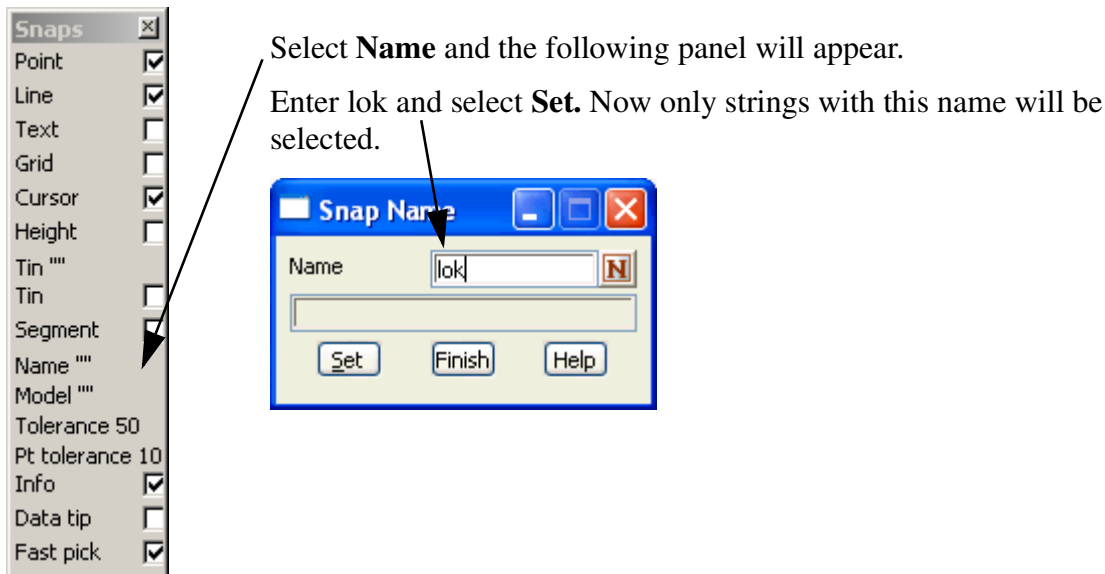 Snaps
Point
Line
Text
Grid
Cursor
Height
Tin ""
Tin
Segment
Name ""
Model ""
Tolerance 50
Pt tolerance 10
Info
Data tip
Fast pick
Select Name and the following panel will appear.
Enter lok and select Set. Now only strings with this name will be
selected.
Snap Name
Name lok N
Set Finish Help